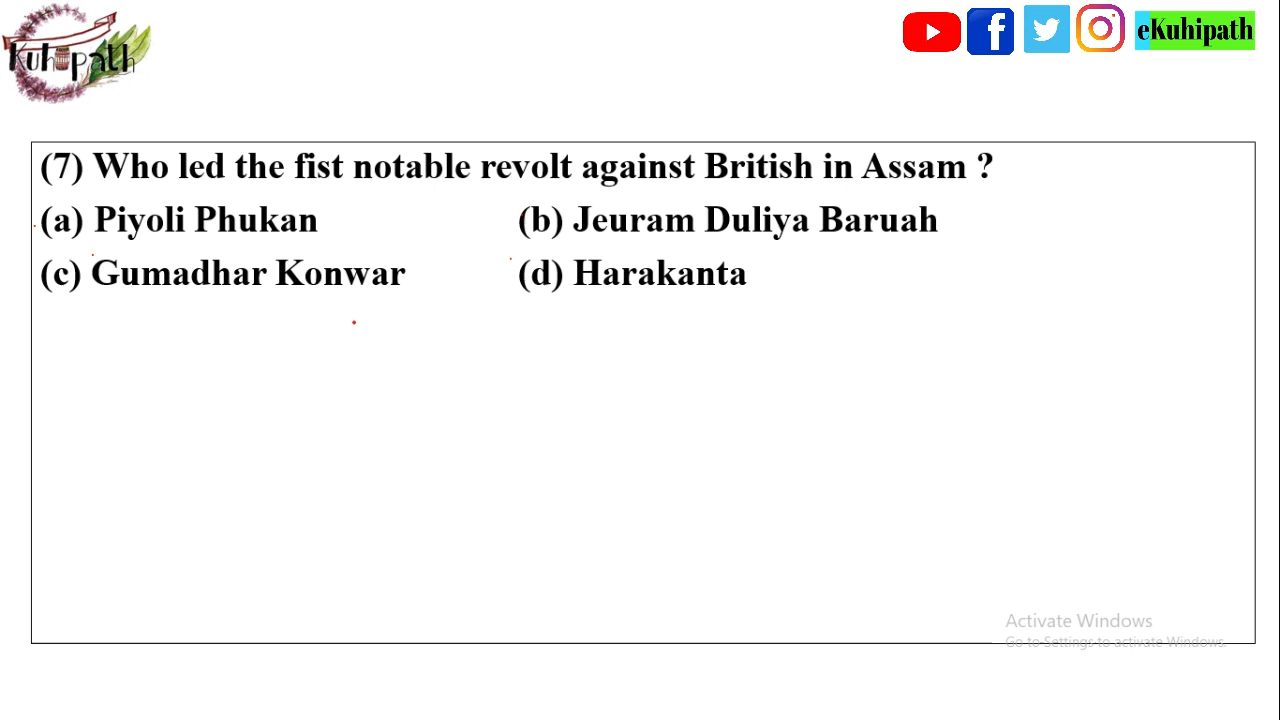 Kuhipath
eKuhipath
(7) Who led the fist notable revolt against British in Assam ?
(a) Piyoli Phukan (b) Jeuram Duliya Baruah
(c) Gumadhar Konwar (d) Harakanta
Activate Windows
Go to Settings to activate Windows.